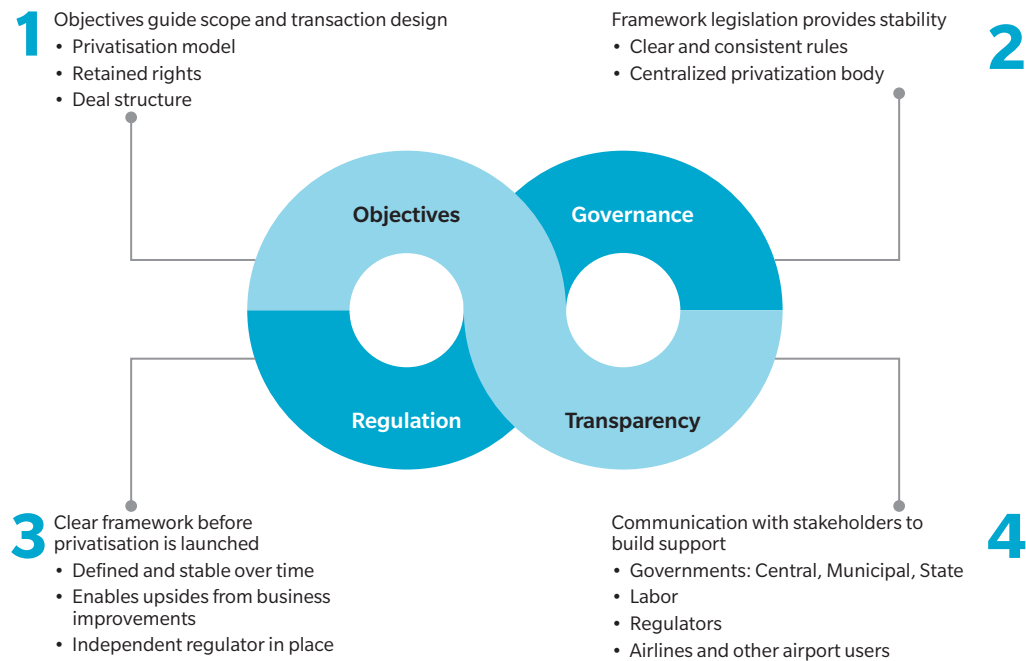 1
Objectives guide scope and transaction design
• Privatisation model
• Retained rights
• Deal structure
2
Framework legislation provides stability
• Clear and consistent rules
• Centralized privatization body
Objectives
Governance
Regulation
Transparency
3
Clear framework before
privatisation is launched
• Defined and stable over time
• Enables upsides from business
improvements
• Independent regulator in place
4
Communication with stakeholders to
build support
• Governments: Central, Municipal, State
• Labor
• Regulators
• Airlines and other airport users